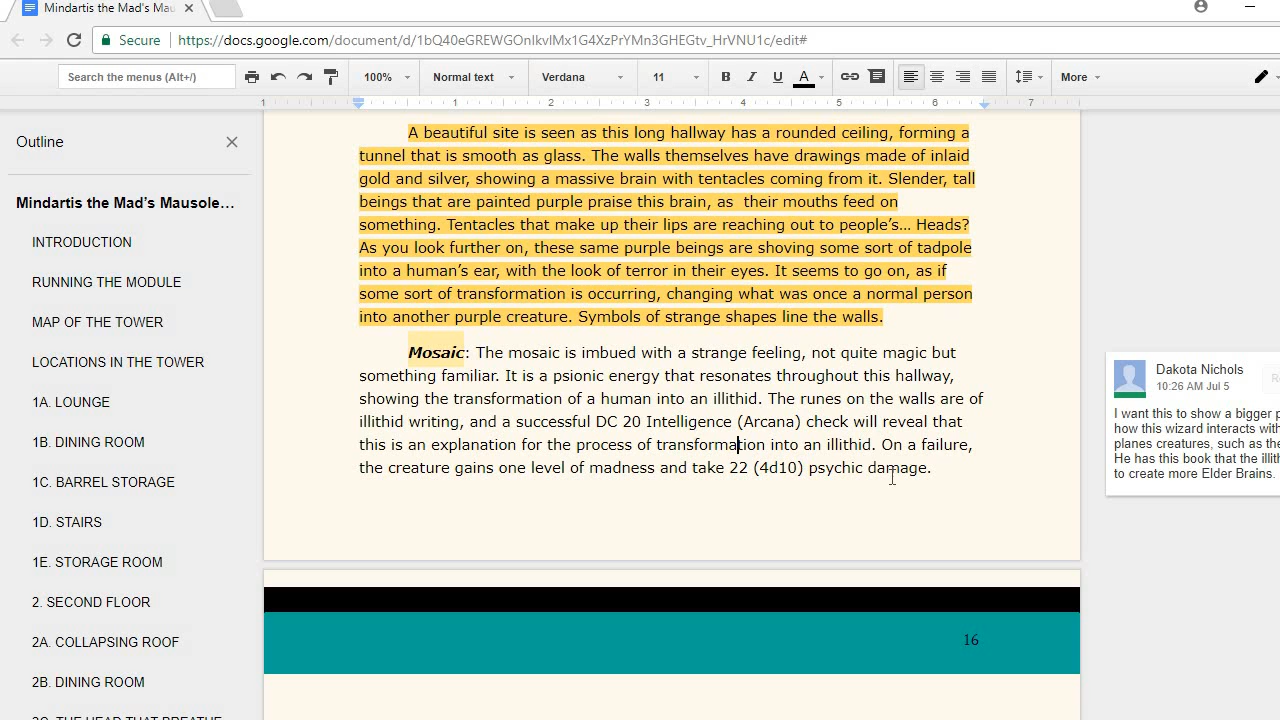 Mindartis the Mad's Mau
Secure
https://docs.google.com/document/d/1bQ40eGREWGOnIkvIMx1G4XzPrYMn3GHEGtv_HrVNU1c/edit#
Search the menus (Alt+/)
100%
Normal text
Verdana
11
B I U A
More
1 1 2 3 4 5 6 7
Outline
Mindartis the Mad's Mausole...
INTRODUCTION
RUNNING THE MODULE
MAP OF THE TOWER
LOCATIONS IN THE TOWER
1A. LOUNGE
1B. DINING ROOM
1C. BARREL STORAGE
1D. STAIRS
1E. STORAGE ROOM
2. SECOND FLOOR
2A. COLLAPSING ROOF
2B. DINING ROOM
THE HEAD THAT BREATHE
A beautiful site is seen as this long hallway has a rounded ceiling, forming a
tunnel that is smooth as glass. The walls themselves have drawings made of inlaid
gold and silver, showing a massive brain with tentacles coming from it. Slender, tall
beings that are painted purple praise this brain, as  their mouths feed on
something. Tentacles that make up their lips are reaching out to people's... Heads?
As you look further on, these same purple beings are shoving some sort of tadpole
into a human's ear, with the look of terror in their eyes. It seems to go on, as if
some sort of transformation is occurring, changing what was once a normal person
into another purple creature. Symbols of strange shapes line the walls.
Mosaic: The mosaic is imbued with a strange feeling, not quite magic but
something familiar. It is a psionic energy that resonates throughout this hallway,
showing the transformation of a human into an illithid. The runes on the walls are of
illithid writing, and a successful DC 20 Intelligence (Arcana) check will reveal that
this is an explanation for the process of transformation into an illithid. On a failure,
the creature gains one level of madness and take 22 (4d10) psychic damage.
16
Dakota Nichols
10:26 AM Jul 5
I want this to show a bigger p
how this wizard interacts with
planes creatures, such as the
He has this book that the illith
to create more Elder Brains.